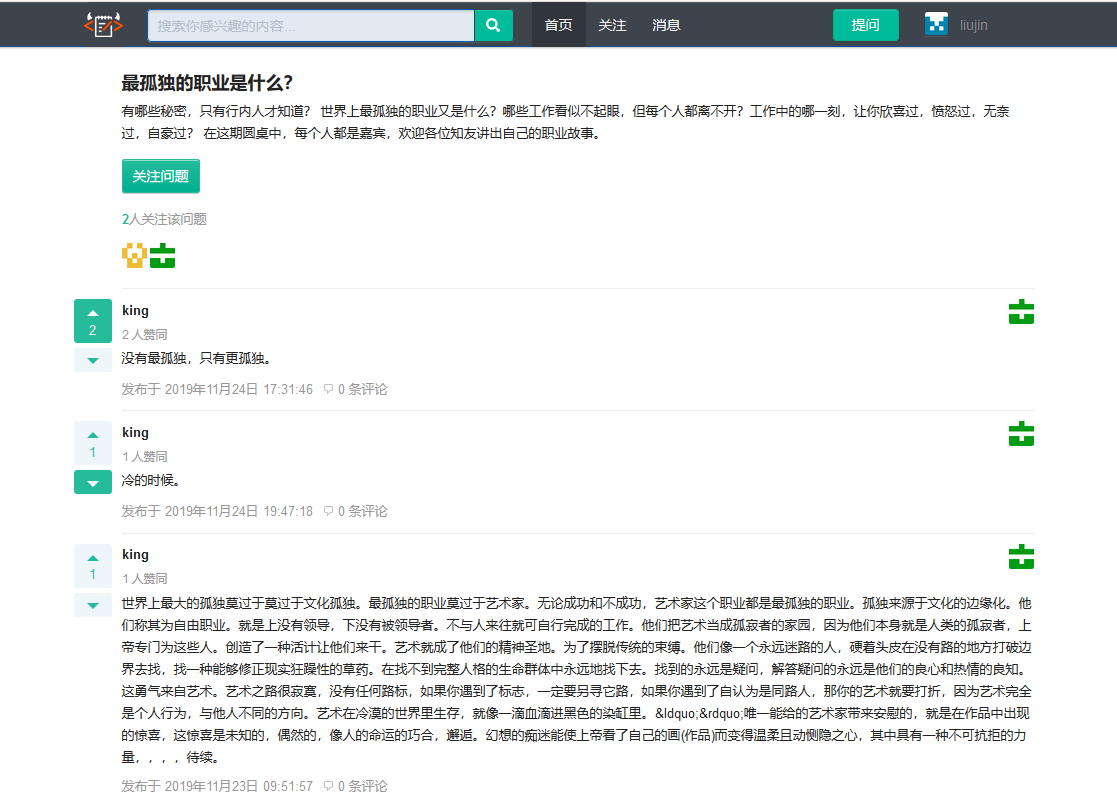 搜索你感兴趣的内容...
首页 关注 消息 提问 liujin
最孤独的职业是什么？
有哪些秘密，只有行内人才知道？ 世界上最孤独的职业又是什么？哪些工作看似不起眼，但每个人都离不开？工作中的哪一刻，让你欣喜过，愤怒过，无奈
过，自豪过？ 在这期圆桌中，每个人都是嘉宾，欢迎各位知友讲出自己的职业故事。
关注问题
2人关注该问题
king
2
2 人赞同
没有最孤独，只有更孤独。
发布于 2019年11月24日 17:31:46 0 条评论
king
1
1 人赞同
冷的时候。
发布于 2019年11月24日 19:47:18 0 条评论
king
1
1 人赞同
世界上最大的孤独莫过于莫过于文化孤独。最孤独的职业莫过于艺术家。无论成功和不成功，艺术家这个职业都是最孤独的职业。孤独来源于文化的边缘化。他
们称其为自由职业。就是上没有领导，下没有被领导者。不与人来往就可自行完成的工作。他们把艺术当成孤寂者的家园，因为他们本身就是人类的孤寂者，上
帝专门为这些人。创造了一种活计让他们来干。艺术就成了他们的精神圣地。为了摆脱传统的束缚。他们像一个永远迷路的人，硬着头皮在没有路的地方打破边
界去找，找一种能够修正现实狂躁性的草药。在找不到完整人格的生命群体中永远地找下去。找到的永远是疑问，解答疑问的永远是他们的良心和热情的良知。
这勇气来自艺术。艺术之路很寂寞，没有任何路标，如果你遇到了标志，一定要另寻它路，如果你遇到了自认为是同路人，那你的艺术就要打折，因为艺术完全
是个人行为，与他人不同的方向。艺术在冷漠的世界里生存，就像一滴血滴进黑色的染缸里。&ldquo;&rdquo;唯一能给的艺术家带来安慰的，就是在作品中出现
的惊喜，这惊喜是未知的，偶然的，像人的命运的巧合，邂逅。幻想的痴迷能使上帝看了自己的画(作品)而变得温柔且动恻隐之心，其中具有一种不可抗拒的力
量，，，，待续。
发布于 2019年11月23日 09:51:57 0 条评论